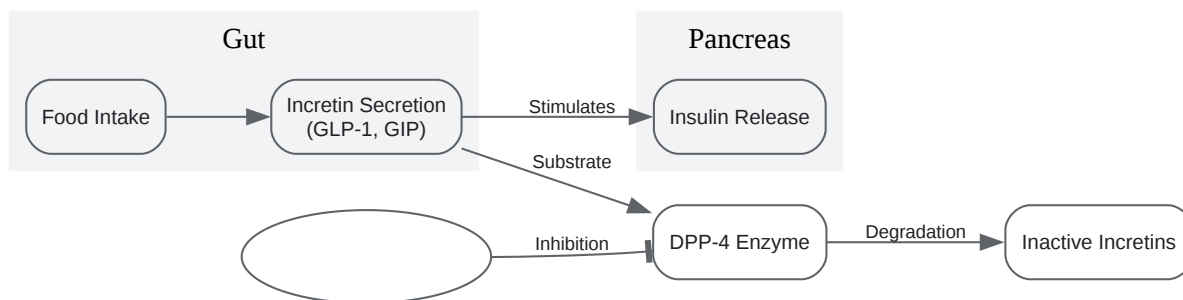 Gut
Pancreas
Food Intake
Incretin Secretion
(GLP-1, GIP)
Stimulates
Insulin Release
Substrate
Inhibition
DPP-4 Enzyme
Degradation
Inactive Incretins